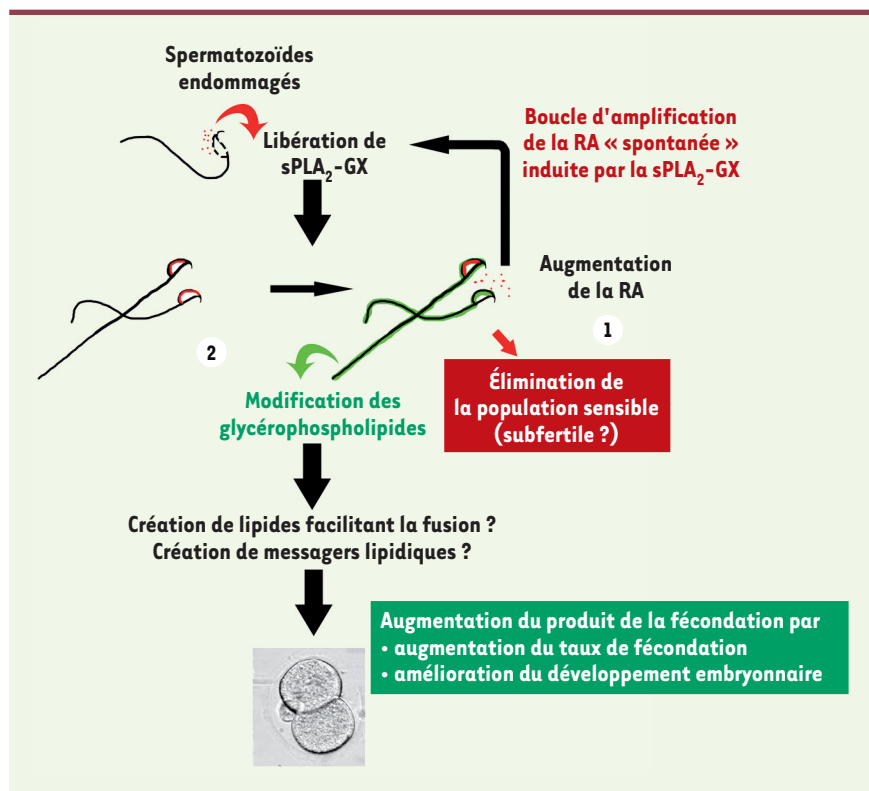 Spermatozoïdes
endommagés
Libération de
sPLA₂-GX
Boucle d'amplification
de la RA « spontanée »
induite par la sPLA₂-GX
Augmentation
de la RA
1
2
Élimination de
la population sensible
(subfertile ?)
Modification des
glycérophospholipides
Création de lipides facilitant la fusion ?
Création de messagers lipidiques ?
Augmentation du produit de la fécondation par
• augmentation du taux de fécondation
• amélioration du développement embryonnaire